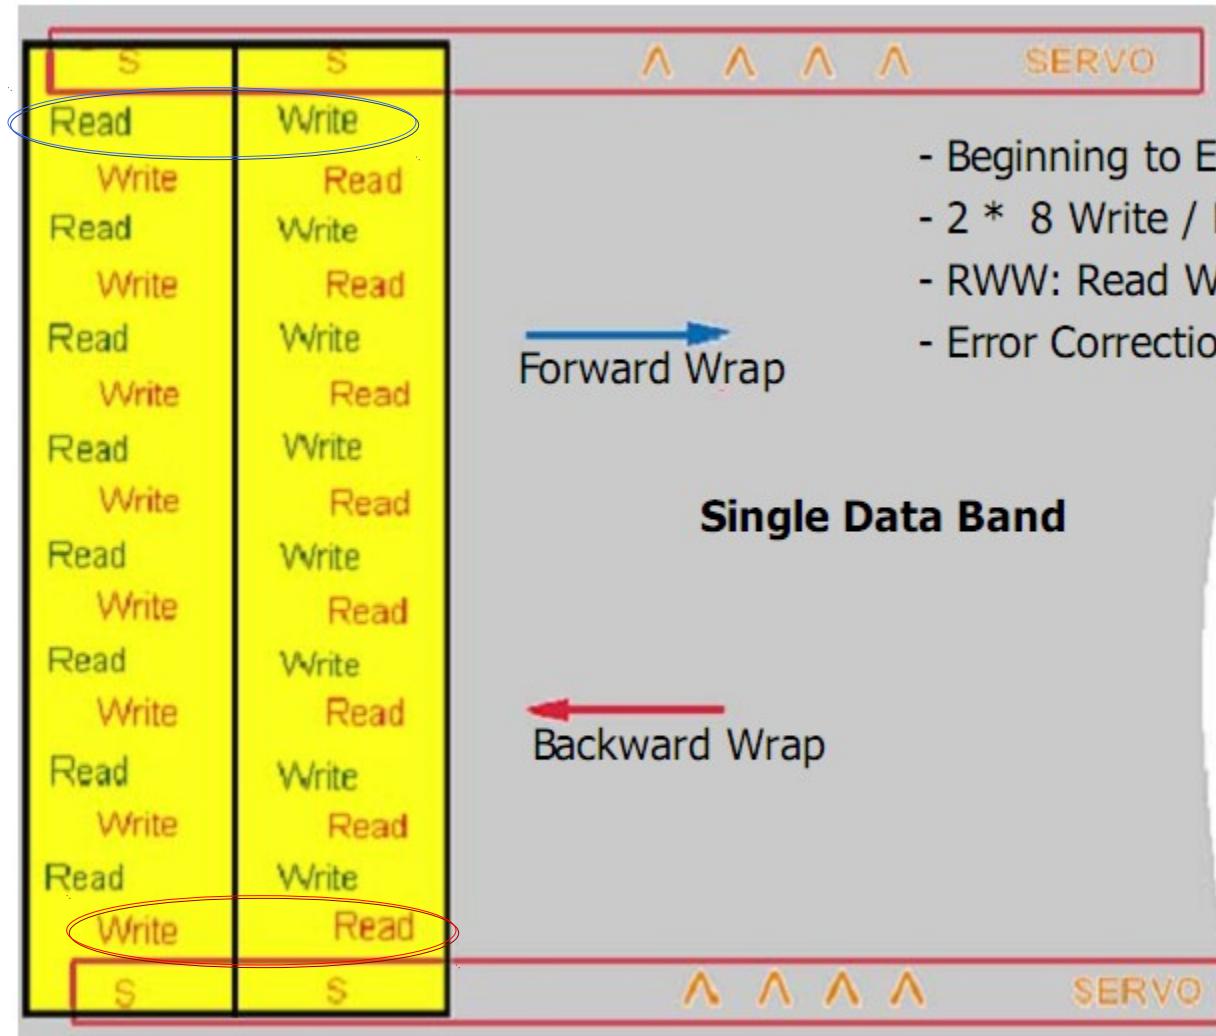 S S SERVO
Read Write
Write Read
Read Write
Write Read
Read Write
Write Read
Read Write
Write Read
Read Write
Write Read
Read Write
Write Read
Read Write
Write Read
Read Write
Write Read
S S SERVO
- Beginning to E
- 2 * 8 Write /
- RWW: Read W
- Error Correctio
Forward Wrap
Single Data Band
Backward Wrap